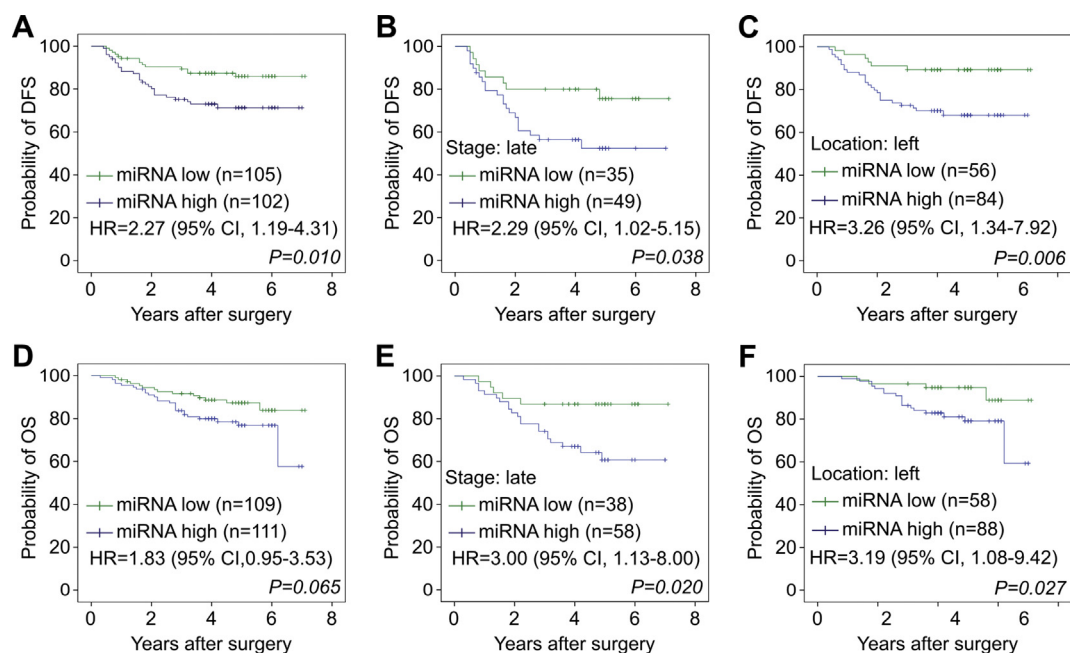 A
Probability of DFS
100
80
60
40
20
0
miRNA low (n=105)
miRNA high (n=102)
HR=2.27 (95% CI, 1.19-4.31)
P=0.010
0 2 4 6 8
Years after surgery
B
Probability of DFS
100
80
60
40
20
0
Stage: late
miRNA low (n=35)
miRNA high (n=49)
HR=2.29 (95% CI, 1.02-5.15)
P=0.038
0 2 4 6 8
Years after surgery
C
Probability of DFS
100
80
60
40
20
0
Location: left
miRNA low (n=56)
miRNA high (n=84)
HR=3.26 (95% CI, 1.34-7.92)
P=0.006
0 2 4 6
Years after surgery
D
Probability of OS
100
80
60
40
20
0
miRNA low (n=109)
miRNA high (n=111)
HR=1.83 (95% CI,0.95-3.53)
P=0.065
0 2 4 6 8
Years after surgery
E
Probability of OS
100
80
60
40
20
0
Stage: late
miRNA low (n=38)
miRNA high (n=58)
HR=3.00 (95% CI, 1.13-8.00)
P=0.020
0 2 4 6 8
Years after surgery
F
Probability of OS
100
80
60
40
20
0
Location: left
miRNA low (n=58)
miRNA high (n=88)
HR=3.19 (95% CI, 1.08-9.42)
P=0.027
0 2 4 6
Years after surgery